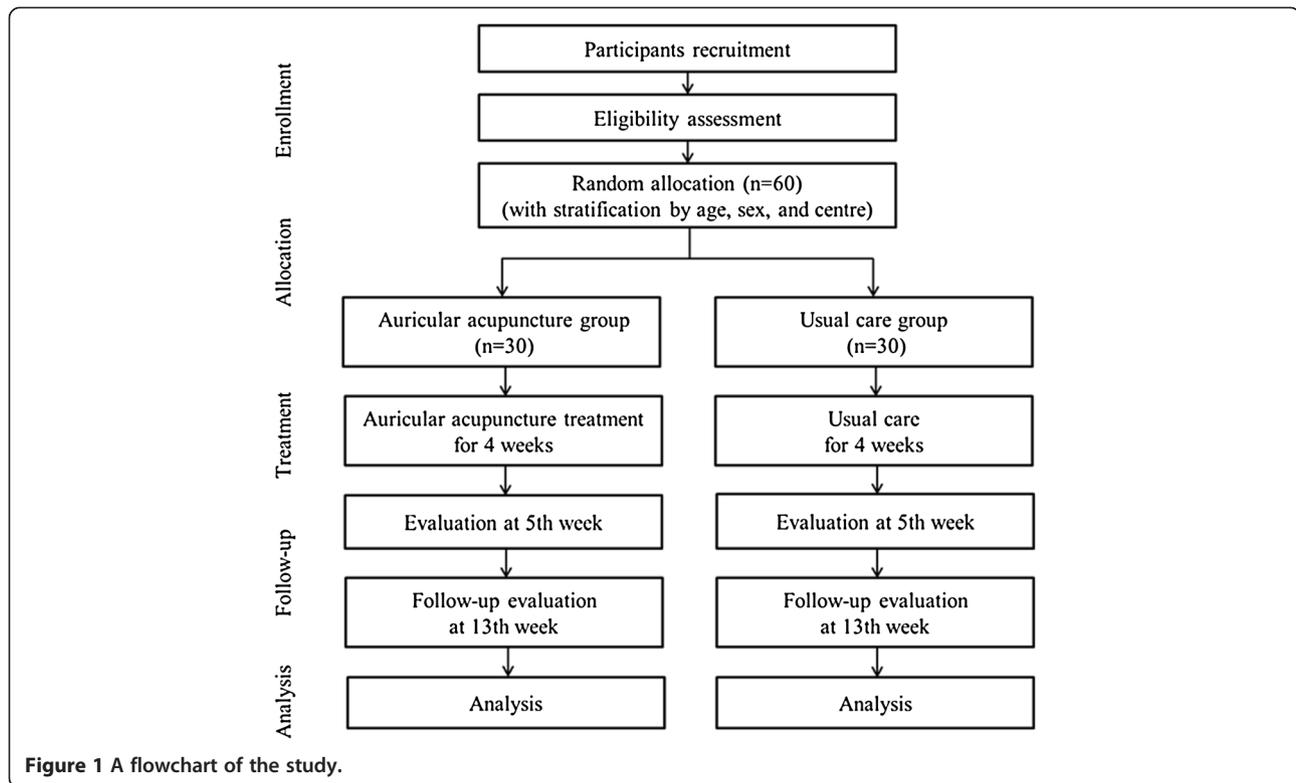 Enrollment
Participants recruitment
Eligibility assessment
Random allocation (n=60)
(with stratification by age, sex, and centre)
Allocation
Auricular acupuncture group
(n=30)
Usual care group
(n=30)
Treatment
Auricular acupuncture treatment
for 4 weeks
Usual care
for 4 weeks
Follow-up
Evaluation at 5th week
Evaluation at 5th week
Follow-up evaluation
at 13th week
Follow-up evaluation
at 13th week
Analysis
Analysis
Analysis
Figure 1 A flowchart of the study.